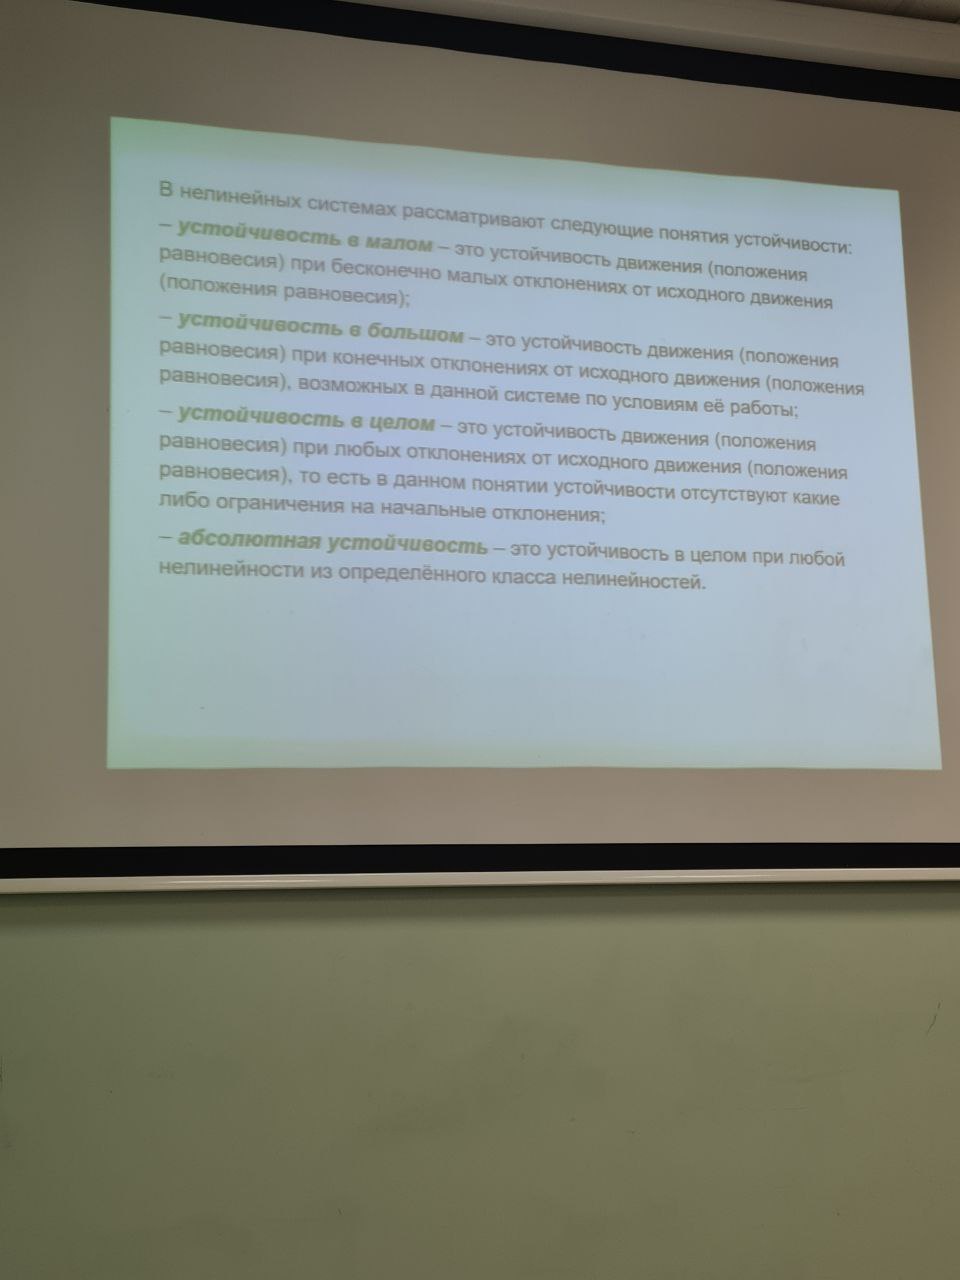 В нелинейных системах рассматривают следующие понятия устойчивости:
– устойчивость в малом – это устойчивость движения (положения
равновесия) при бесконечно малых отклонениях от исходного движения
(положения равновесия);
– устойчивость в большом – это устойчивость движения (положения
равновесия) при конечных отклонениях от исходного движения (положения
равновесия), возможных в данной системе по условиям её работы;
– устойчивость в целом – это устойчивость движения (положения
равновесия) при любых отклонениях от исходного движения (положения
равновесия), то есть в данном понятии устойчивости отсутствуют какие
либо ограничения на начальные отклонения;
– абсолютная устойчивость – это устойчивость в целом при любой
нелинейности из определённого класса нелинейностей.